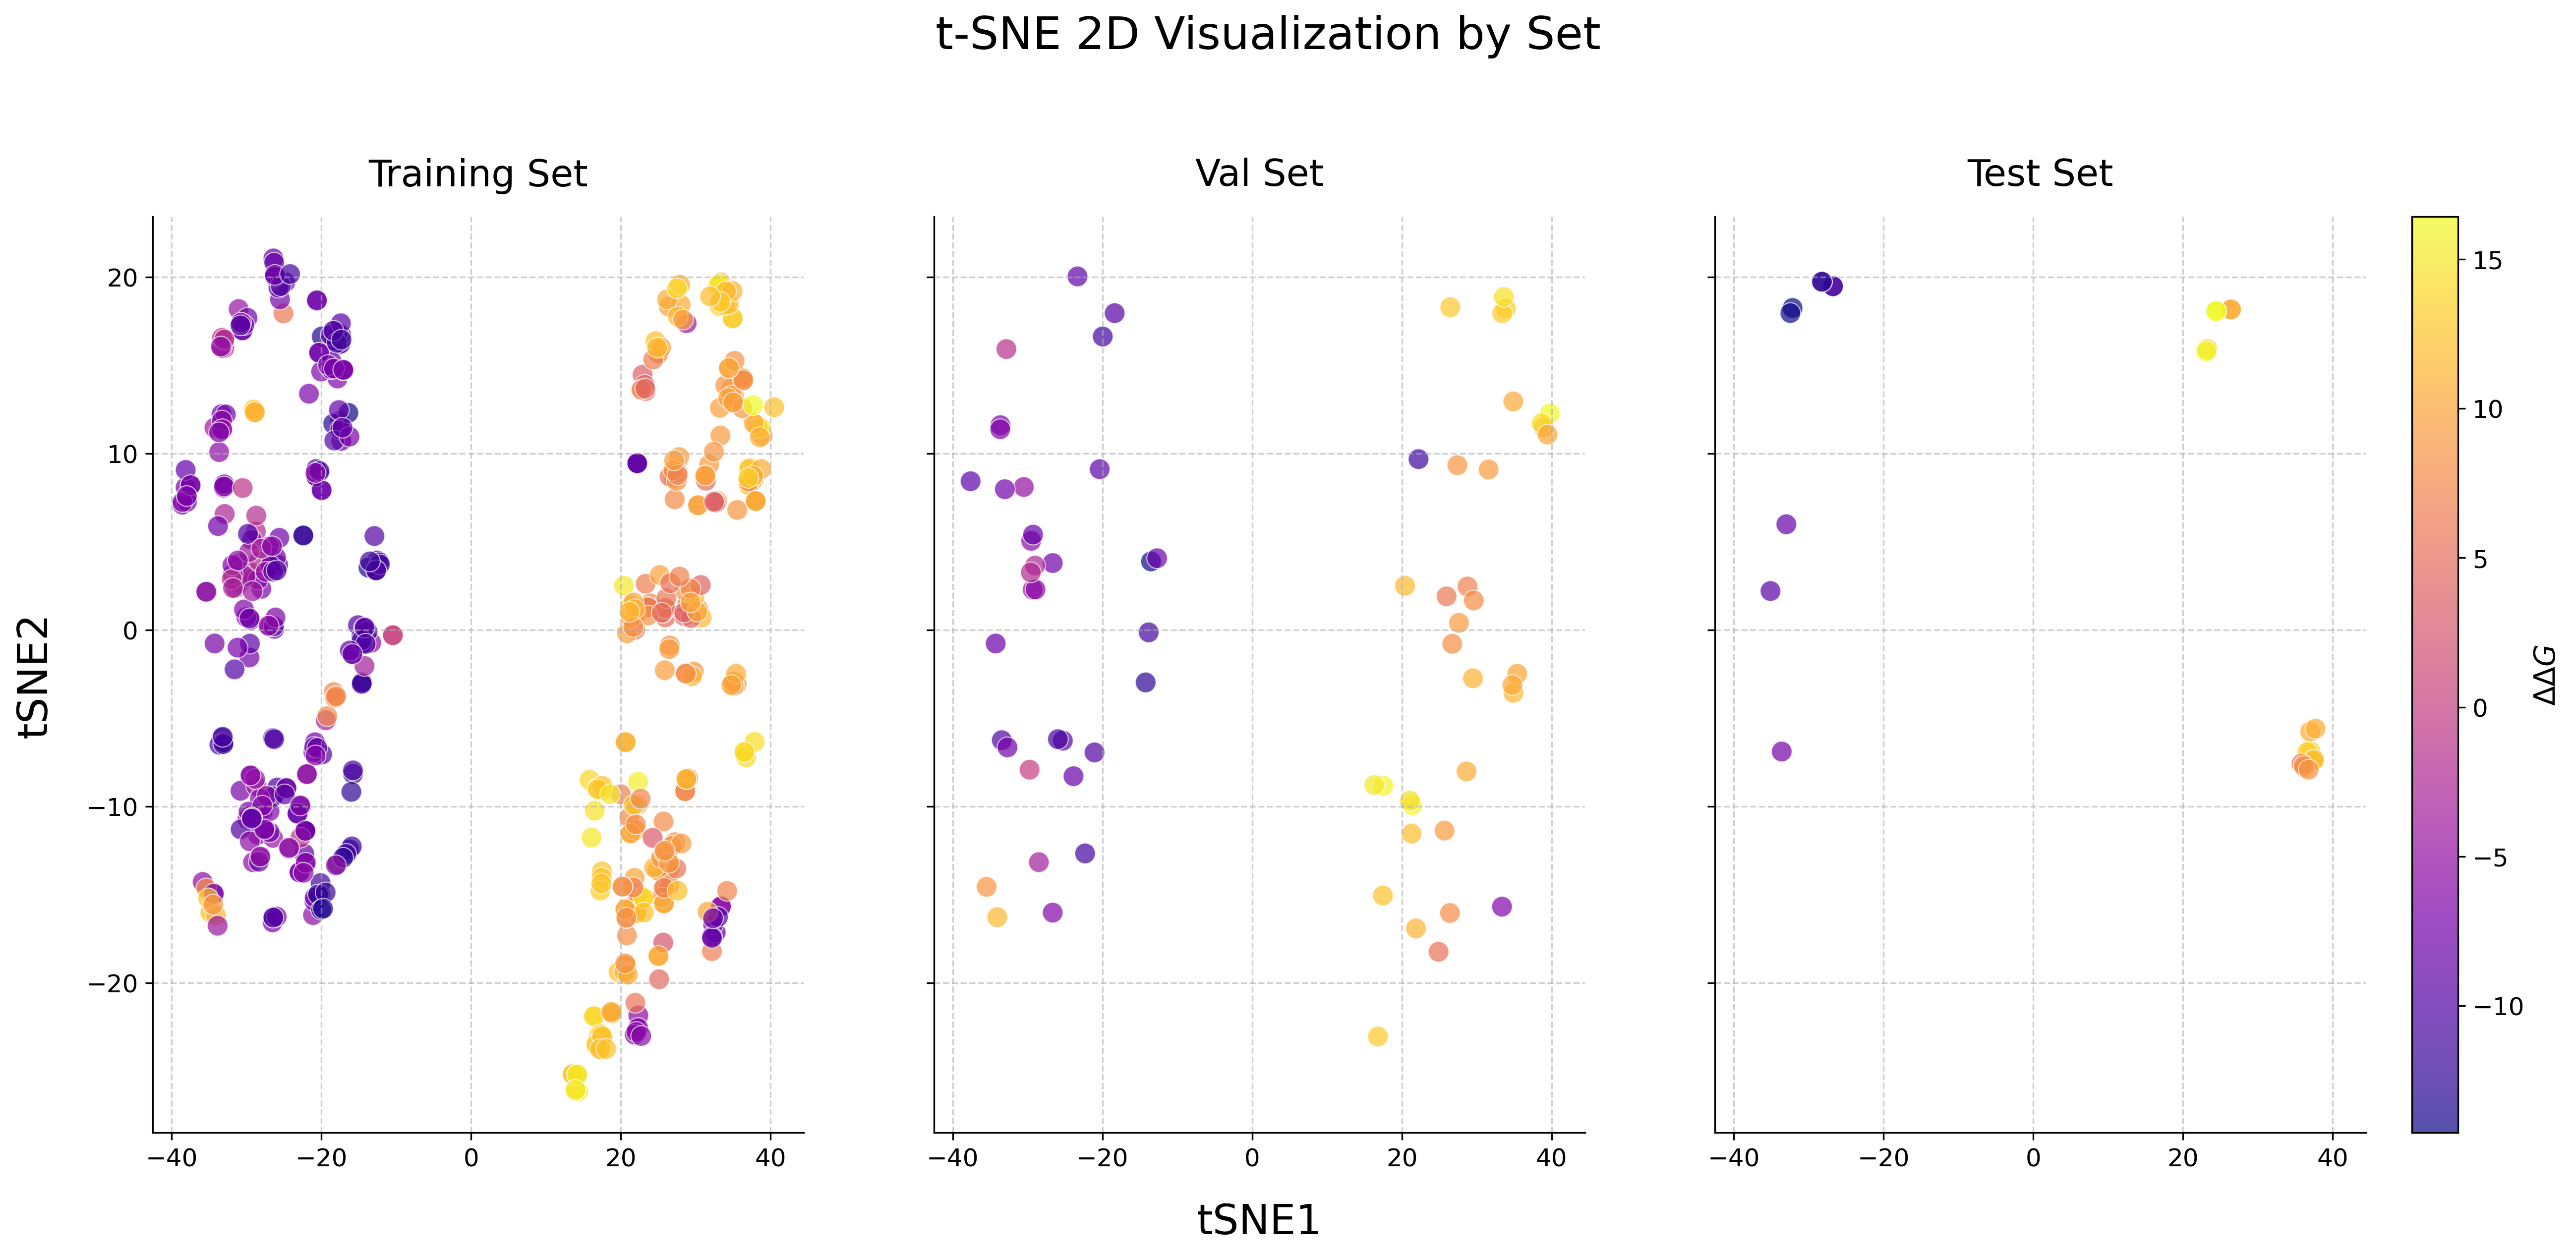 t-SNE 2D Visualization by Set
Training Set
Val Set
Test Set
20
10
0
−10
−20
tSNE2
−40 −20 0 20 40
−40 −20 0 20 40
−40 −20 0 20 40
tSNE1
15
10
5
0
−5
−10
ΔΔG